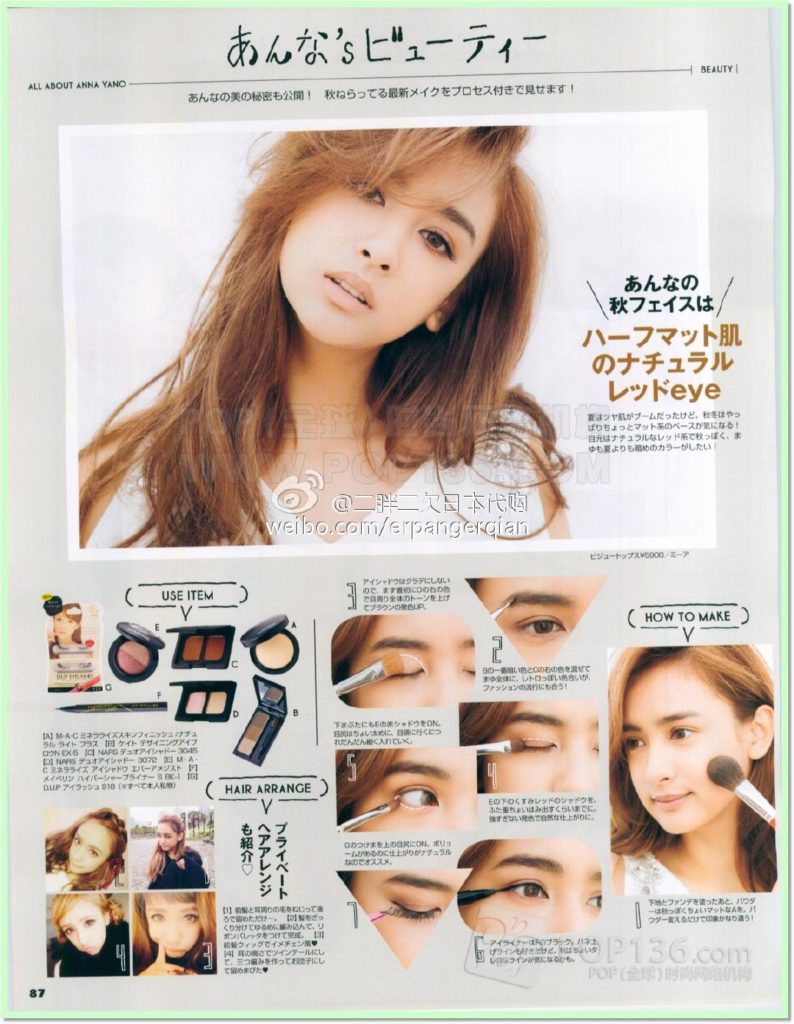 あんな'sビューティー
ALL ABOUT ANNA YANO
BEAUTY
あんなの美の秘密も公開！ 秋ねらってる最新メイクをプロセス付きで見せます！
あんなの
秋フェイスは
ハーフマット肌
のナチュラル
レッドeye
夏はツヤ肌がブームだったけど、秋冬はやっ
ぱりちょっとマット系のベースが気になる！
目元はナチュラルなレッド系で秋っぽく、ま
ゆも夏よりも暗めのカラーがしたい！
@二胖二次日本代购
weibo.com/erpangerqian
ビジュートップス¥5900／ミーア
USE ITEM
E
A
C
G
F
D
B
[A] M・A・C ミネラライズスキンフィニッシュ/ナチュ
ラル ライト プラス [B] ケイト デザイニングアイブ
ロウN EX-5 [C] NARS デュオアイシャドー 3045
[D] NARS デュオアイシャドー 3072 [E] M・A・
C ミネラライズ アイシャドウ エバーアメジスト [F]
メイベリン ハイパーシャープライナー S BK-1 [G]
D.U.P アイラッシュ 918 (※すべて本人私物)
HAIR ARRANGE
プライベート
ヘアアレンジ
も紹介♡
[1] 前髪と耳周りの毛をねじって後
ろで留めただけー。 [2] 髪をざっ
くり分けてゆるめに編み込んで、リ
ボンバレッタをつけて完成。 [3]
前髪ウィッグでイメチェン風♥
[4] 耳の高さでツインテールにし
て、三つ編みを作ってお団子にし
て留めまひた♥
HOW TO MAKE
1
下地とファンデを塗ったあと、パウダ
ーは秋っぽくちょいマットなAを。パ
ウダー変えるだけで印象かなり違う！
2
Bの一番暗い色とCの右の色を混ぜて
まゆ全体に。レトロっぽい色合いが、
ファッションの流行にも合う！
3
アイシャドウはグラデにしない
ので、まず最初にDの右の色
で目周り全体のトーンを上げ
てブラウンの発色UP。
4
Eの下のくすみレッドのシャドウを、
ふた重ちょいはみ出すくらいまでに。
強すぎない発色で自然な仕上がりに。
5
下まぶたにもEの赤シャドウをON。
目尻はちょい太めに、目頭に行くにつ
れだんだん細く入れていく。
6
アイライナーはFのブラック。ハネ上
げラインも好きだけど、秋はちょいタ
レ目なラインが気になるかも。
7
Gのつけまを上の目尻にON。ボリュ
ームがあるのに仕上がりがナチュラル
なのでオススメ。
POP136.com
POP(全球)时尚网络机构
87